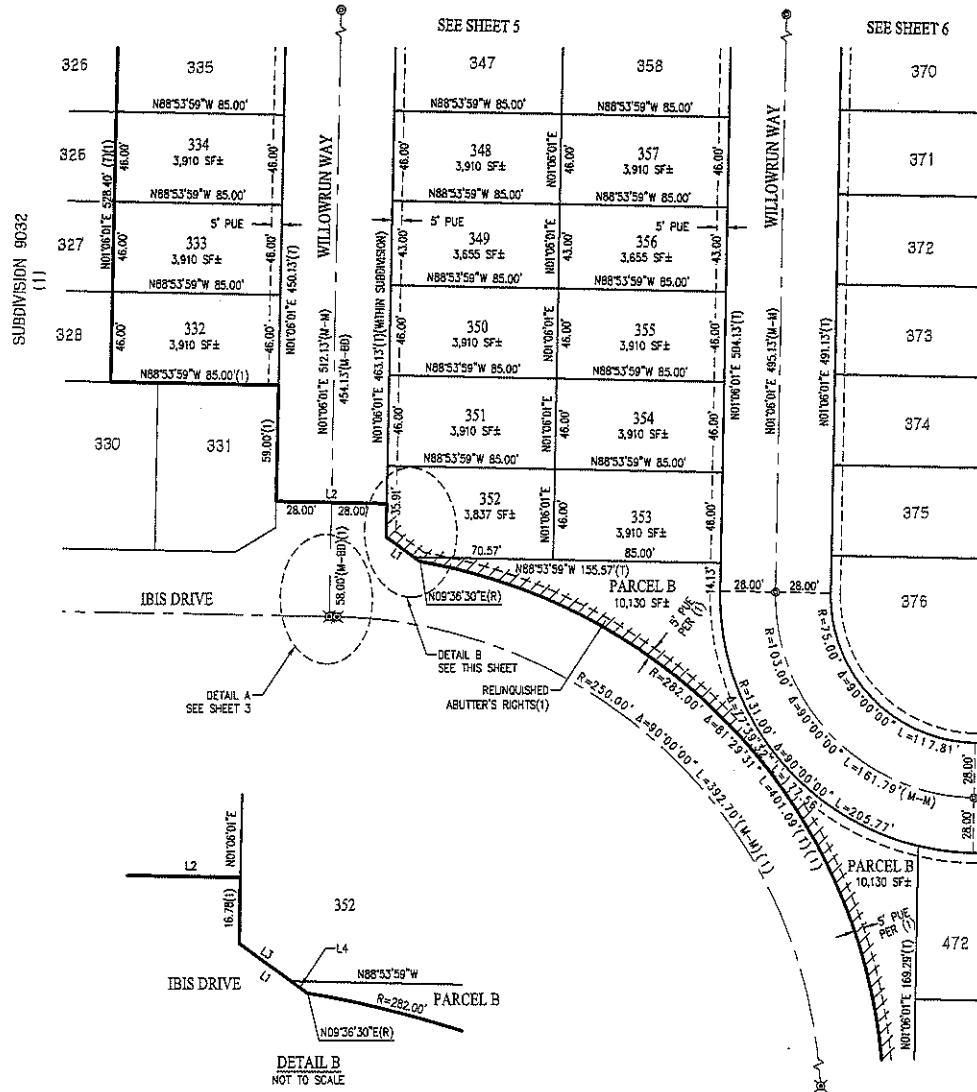 SEE SHEET 5
SEE SHEET 6
326
335
347
358
370
N88°53'59"W 85.00'
N88°53'59"W 85.00'
N88°53'59"W 85.00'
SUBDIVISION 9032
(1)
326
N01°06'01"E 528.40' (T)(1)
46.00'
334
3,910 SF±
46.00'
WILLOWRUN WAY
46.00'
348
3,910 SF±
N01°06'01"E
46.00'
357
3,910 SF±
46.00'
WILLOWRUN WAY
371
N88°53'59"W 85.00'
N88°53'59"W 85.00'
N88°53'59"W 85.00'
5' PUE
5' PUE
5' PUE
327
46.00'
333
3,910 SF±
46.00'
N01°06'01"E 450.13'(T)
43.00'
349
3,655 SF±
N01°06'01"E
43.00'
356
3,655 SF±
43.00'
372
N88°53'59"W 85.00'
N88°53'59"W 85.00'
N88°53'59"W 85.00'
328
46.00'
332
3,910 SF±
46.00'
N01°06'01"E 512.13'(M-M)
454.13'(M-BD)
N01°06'01"E 463.13'(T)(WITHIN SUBDIVISION)
46.00'
350
3,910 SF±
N01°06'01"E
46.00'
355
3,910 SF±
46.00'
N01°06'01"E 504.13'(T)
N01°06'01"E 495.13'(M-M)
N01°06'01"E 491.13'(T)
373
N88°53'59"W 85.00'(1)
N88°53'59"W 85.00'
N88°53'59"W 85.00'
330
331
59.00'(1)
46.00'
351
3,910 SF±
N01°06'01"E
46.00'
354
3,910 SF±
46.00'
374
N88°53'59"W 85.00'
N88°53'59"W 85.00'
L2
28.00'
28.00'
35.91'
352
3,837 SF±
N01°06'01"E
46.00'
353
3,910 SF±
46.00'
375
L1
70.57'
85.00'
N88°53'59"W 155.57'(T)
58.00'(M-BD)(1)
IBIS DRIVE
N09°36'30"E(R)
PARCEL B
10,130 SF±
14.13'
28.00'
28.00'
376
5' PUE
PER (1)
DETAIL B
SEE THIS SHEET
DETAIL A
SEE SHEET 3
RELINQUISHED
ABUTTER'S RIGHTS(1)
R=75.00' Δ=90°00'00" L=117.81'
R=103.00' Δ=90°00'00" L=161.79'(M-M)
R=131.00' Δ=90°00'00" L=205.77'
Δ=77°39'32" L=177.56'
R=282.00' Δ=81°29'31" L=401.09'(T)(1)
R=250.00' Δ=90°00'00" L=392.70'(M-M)(1)
28.00'
28.00'
PARCEL B
10,130 SF±
5' PUE
PER (1)
N01°06'01"E 169.29'(T)
472
N01°06'01"E
L2
16.78(1)
352
L3
L4
L1
N88°53'59"W
IBIS DRIVE
R=282.00'
PARCEL B
N09°36'30"E(R)
DETAIL B
NOT TO SCALE